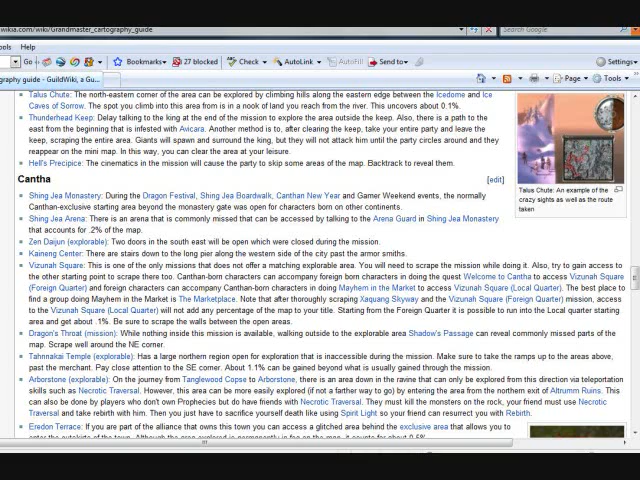 wikia.com/wiki/Grandmaster_cartography_guide
Google Search
ools Help
Go Bookmarks 27 blocked Check AutoLink AutoFill Send to Settings
ography guide - GuildWiki, a Gu... Page Tools
Talus Chute: The north-eastern corner of the area can be explored by climbing hills along the eastern edge between the Icedome and Ice
Caves of Sorrow. The spot you climb into this area from is in a nook of land you reach from the river. This uncovers about 0.1%.
Thunderhead Keep: Delay talking to the king at the end of the mission to explore the area outside the keep. Also, there is a path to the
east from the beginning that is infested with Avicara. Another method is to, after clearing the keep, take your entire party and leave the
keep, scraping the entire area. Giants will spawn and surround the keep, but they will not attack him until the party circles around and they
reappear on the mini map. In this way, you can clear the area at your leisure.
Hell's Precipice: The cinematics in the mission will cause the party to skip some areas of the map. Backtrack to reveal them.
Talus Chute: An example of the
crazy sights as well as the route
taken
Cantha [edit]
Shing Jea Monastery: During the Dragon Festival, Shing Jea Boardwalk, Canthan New Year and Gamer Weekend events, the normally
Canthan-exclusive starting area beyond the monastery gate was open for characters born on other continents.
Shing Jea Arena: There is an arena that is commonly missed that can be accessed by talking to the Arena Guard in Shing Jea Monastery
that accounts for .2% of the map.
Zen Daijun (explorable): Two doors in the south east will be open which were closed during the mission.
Kaineng Center: There are stairs down to the long pier along the western side of the city past the armor smiths.
Vizunah Square: This is one of the only missions that does not offer a matching explorable area. You will need to scrape the mission while doing it. Also, try to gain access to
the other starting point to scrape there too. Canthan-born characters can accompany foreign born characters in doing the quest Welcome to Cantha to access Vizunah Square
(Foreign Quarter) and foreign characters can accompany Canthan-born characters in doing Mayhem in the Market to access Vizunah Square (Local Quarter). The best place to
find a group doing Mayhem in the Market is The Marketplace. Note that after thoroughly scraping Xaquang Skyway and the Vizunah Square (Foreign Quarter) mission, access
to the Vizunah Square (Local Quarter) will not add any percentage of the map to your title. Starting from the Foreign Quarter it is possible to run into the Local Quarter starting
area and get about .1%. Be sure to scrape the walls between the open areas.
Dragon's Throat (mission): While nothing inside this mission is available, walking outside to the explorable area Shadow's Passage can reveal commonly missed parts of the
map. Scrape well around the NE corner.
Tahnnakai Temple (explorable): Has a large northern region open for exploration that is inaccessible during the mission. Make sure to take the ramps up to the areas above,
past the merchant. Pay close attention to the SE corner. About 1.1% can be gained beyond what is usually gained through the mission.
Arborstone (explorable): On the journey from Tanglewood Copse to Arborstone, there is an area down in the ravine that can only be explored from this direction via teleportation
skills such as Necrotic Traversal. However, this area can be more easily explored (if not a farther way to go) by entering the area from the northern exit of Altrumm Ruins. This
can also be done by players who don't own Prophecies but do have friends with Necrotic Traversal. They must kill the monsters on the rock, your friend must use Necrotic
Traversal and take rebirth with him. Then you just have to sacrifice yourself death like using Spirit Light so your friend can resurrect you with Rebirth.
Eredon Terrace: If you are part of the alliance that owns this town you can access a glitched area behind the exclusive area that allows you to